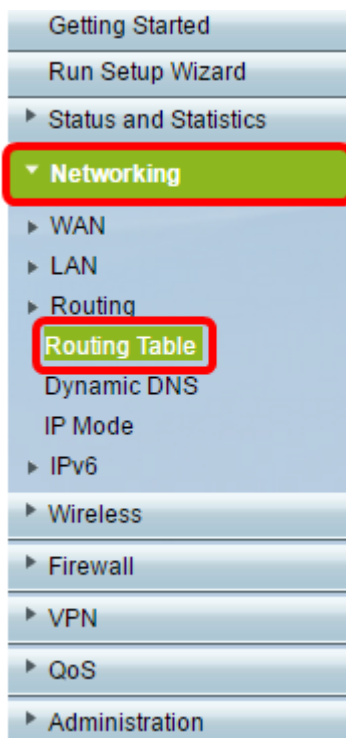 Getting Started
Run Setup Wizard
Status and Statistics
Networking
WAN
LAN
Routing
Routing Table
Dynamic DNS
IP Mode
IPv6
Wireless
Firewall
VPN
QoS
Administration